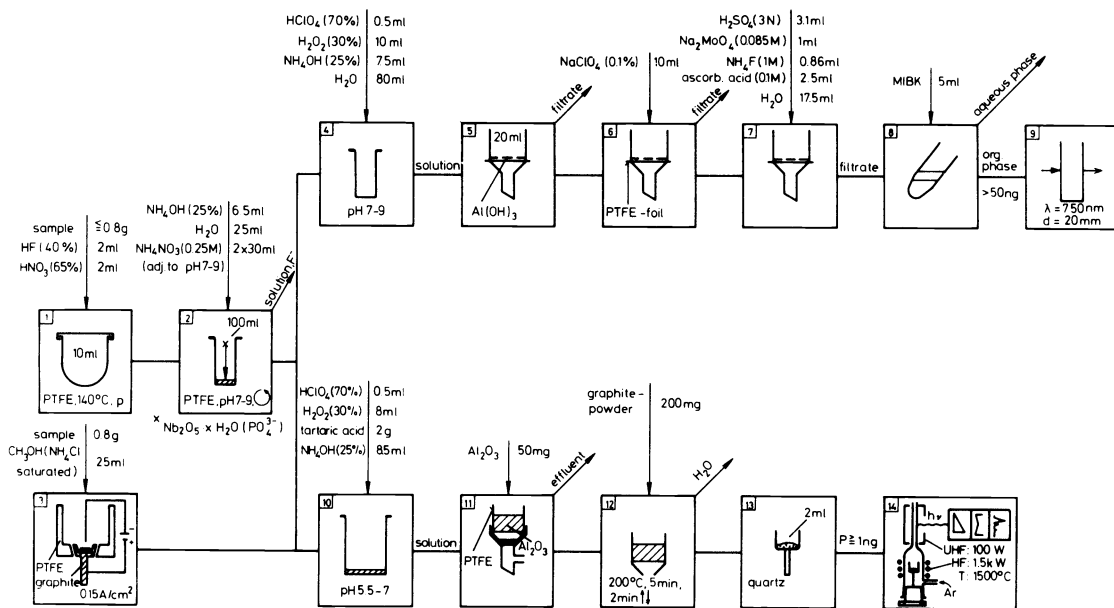 HClO4 (70%) 0.5ml
H2O2 (30%) 10ml
NH4OH (25%) 75ml
H2O 80ml
4
pH 7-9
solution
5
20ml
Al(OH)3
filtrate
NaClO4 (0.1%) 10ml
6
PTFE-foil
filtrate
H2SO4 (3N) 3.1ml
Na2MoO4 (0.085M) 1ml
NH4F (1M) 0.86ml
ascorb. acid (0.1M) 2.5ml
H2O 17.5ml
7
filtrate
MIBK 5ml
8
aqueous phase
org
phase
>50ng
9
λ = 750nm
d = 20mm
sample ≦0.8g
HF (40%) 2ml
HNO3 (65%) 2ml
1
10ml
PTFE, 140°C, p
NH4OH (25%) 6.5ml
H2O 25ml
NH4NO3 (0.25M) 2x30ml
(adj. to pH 7-9)
2
100ml
x
PTFE, pH 7-9,
solution, F-
x Nb2O5 x H2O (PO4 3-)
sample 0.8g
CH3OH (NH4Cl
saturated) 25ml
3
PTFE
graphite
0.15A/cm2
- +
HClO4 (70%) 0.5ml
H2O2 (30%) 8ml
tartaric acid 2g
NH4OH (25%) 8.5ml
10
pH 5.5-7
solution
Al2O3 50mg
11
PTFE
Al2O3
effluent
graphite-
powder 200mg
12
200°C, 5min,
2min ↑↓
H2O
13
2ml
quartz
P ≧ 1ng
14
hν
UHF: 100 W
HF: 1.5k W
T: 1500°C
Ar